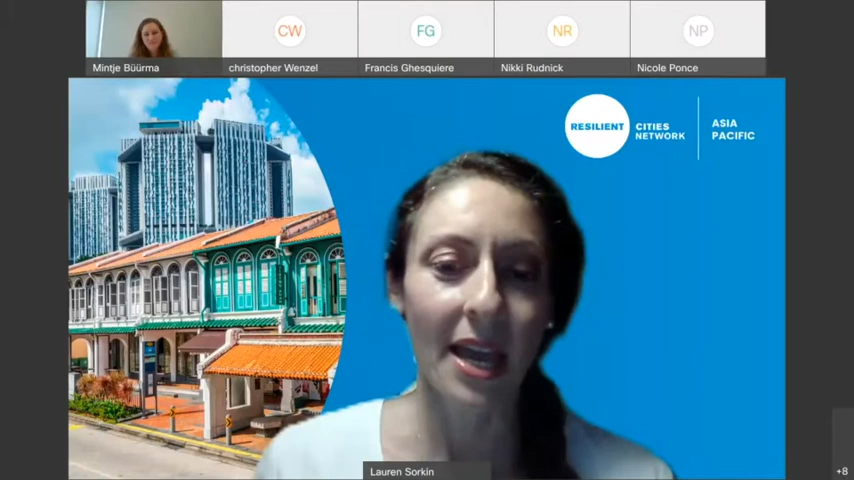 CW
FG
NR
NP
Mintje Büürma
christopher Wenzel
Francis Ghesquiere
Nikki Rudnick
Nicole Ponce
RESILIENT
CITIES
NETWORK
ASIA
PACIFIC
Lauren Sorkin
+8